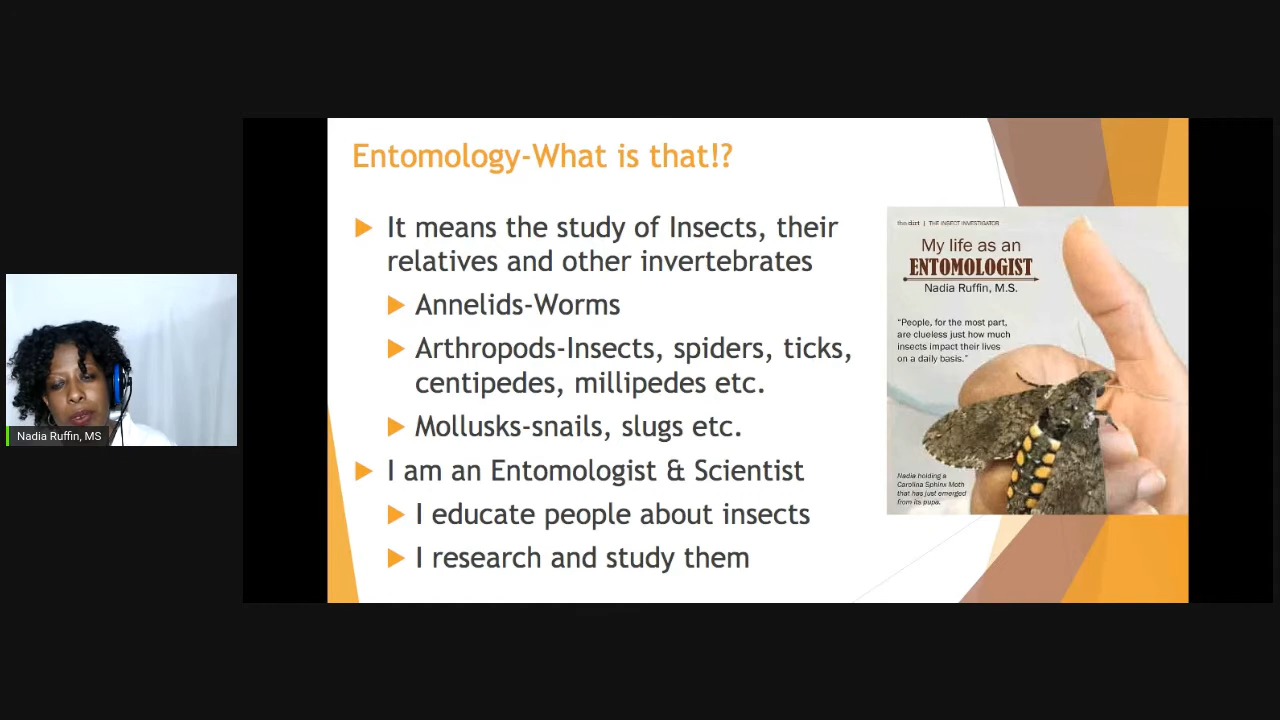 Entomology-What is that!?
It means the study of Insects, their
relatives and other invertebrates
Annelids-Worms
Arthropods-Insects, spiders, ticks,
centipedes, millipedes etc.
Mollusks-snails, slugs etc.
I am an Entomologist & Scientist
I educate people about insects
I research and study them
the dirt | THE INSECT INVESTIGATOR
My life as an
ENTOMOLOGIST
Nadia Ruffin, M.S.
"People, for the most part,
are clueless just how much
insects impact their lives
on a daily basis."
Nadia holding a
Carolina Sphinx Moth
that has just emerged
from its pupa.
Nadia Ruffin, MS